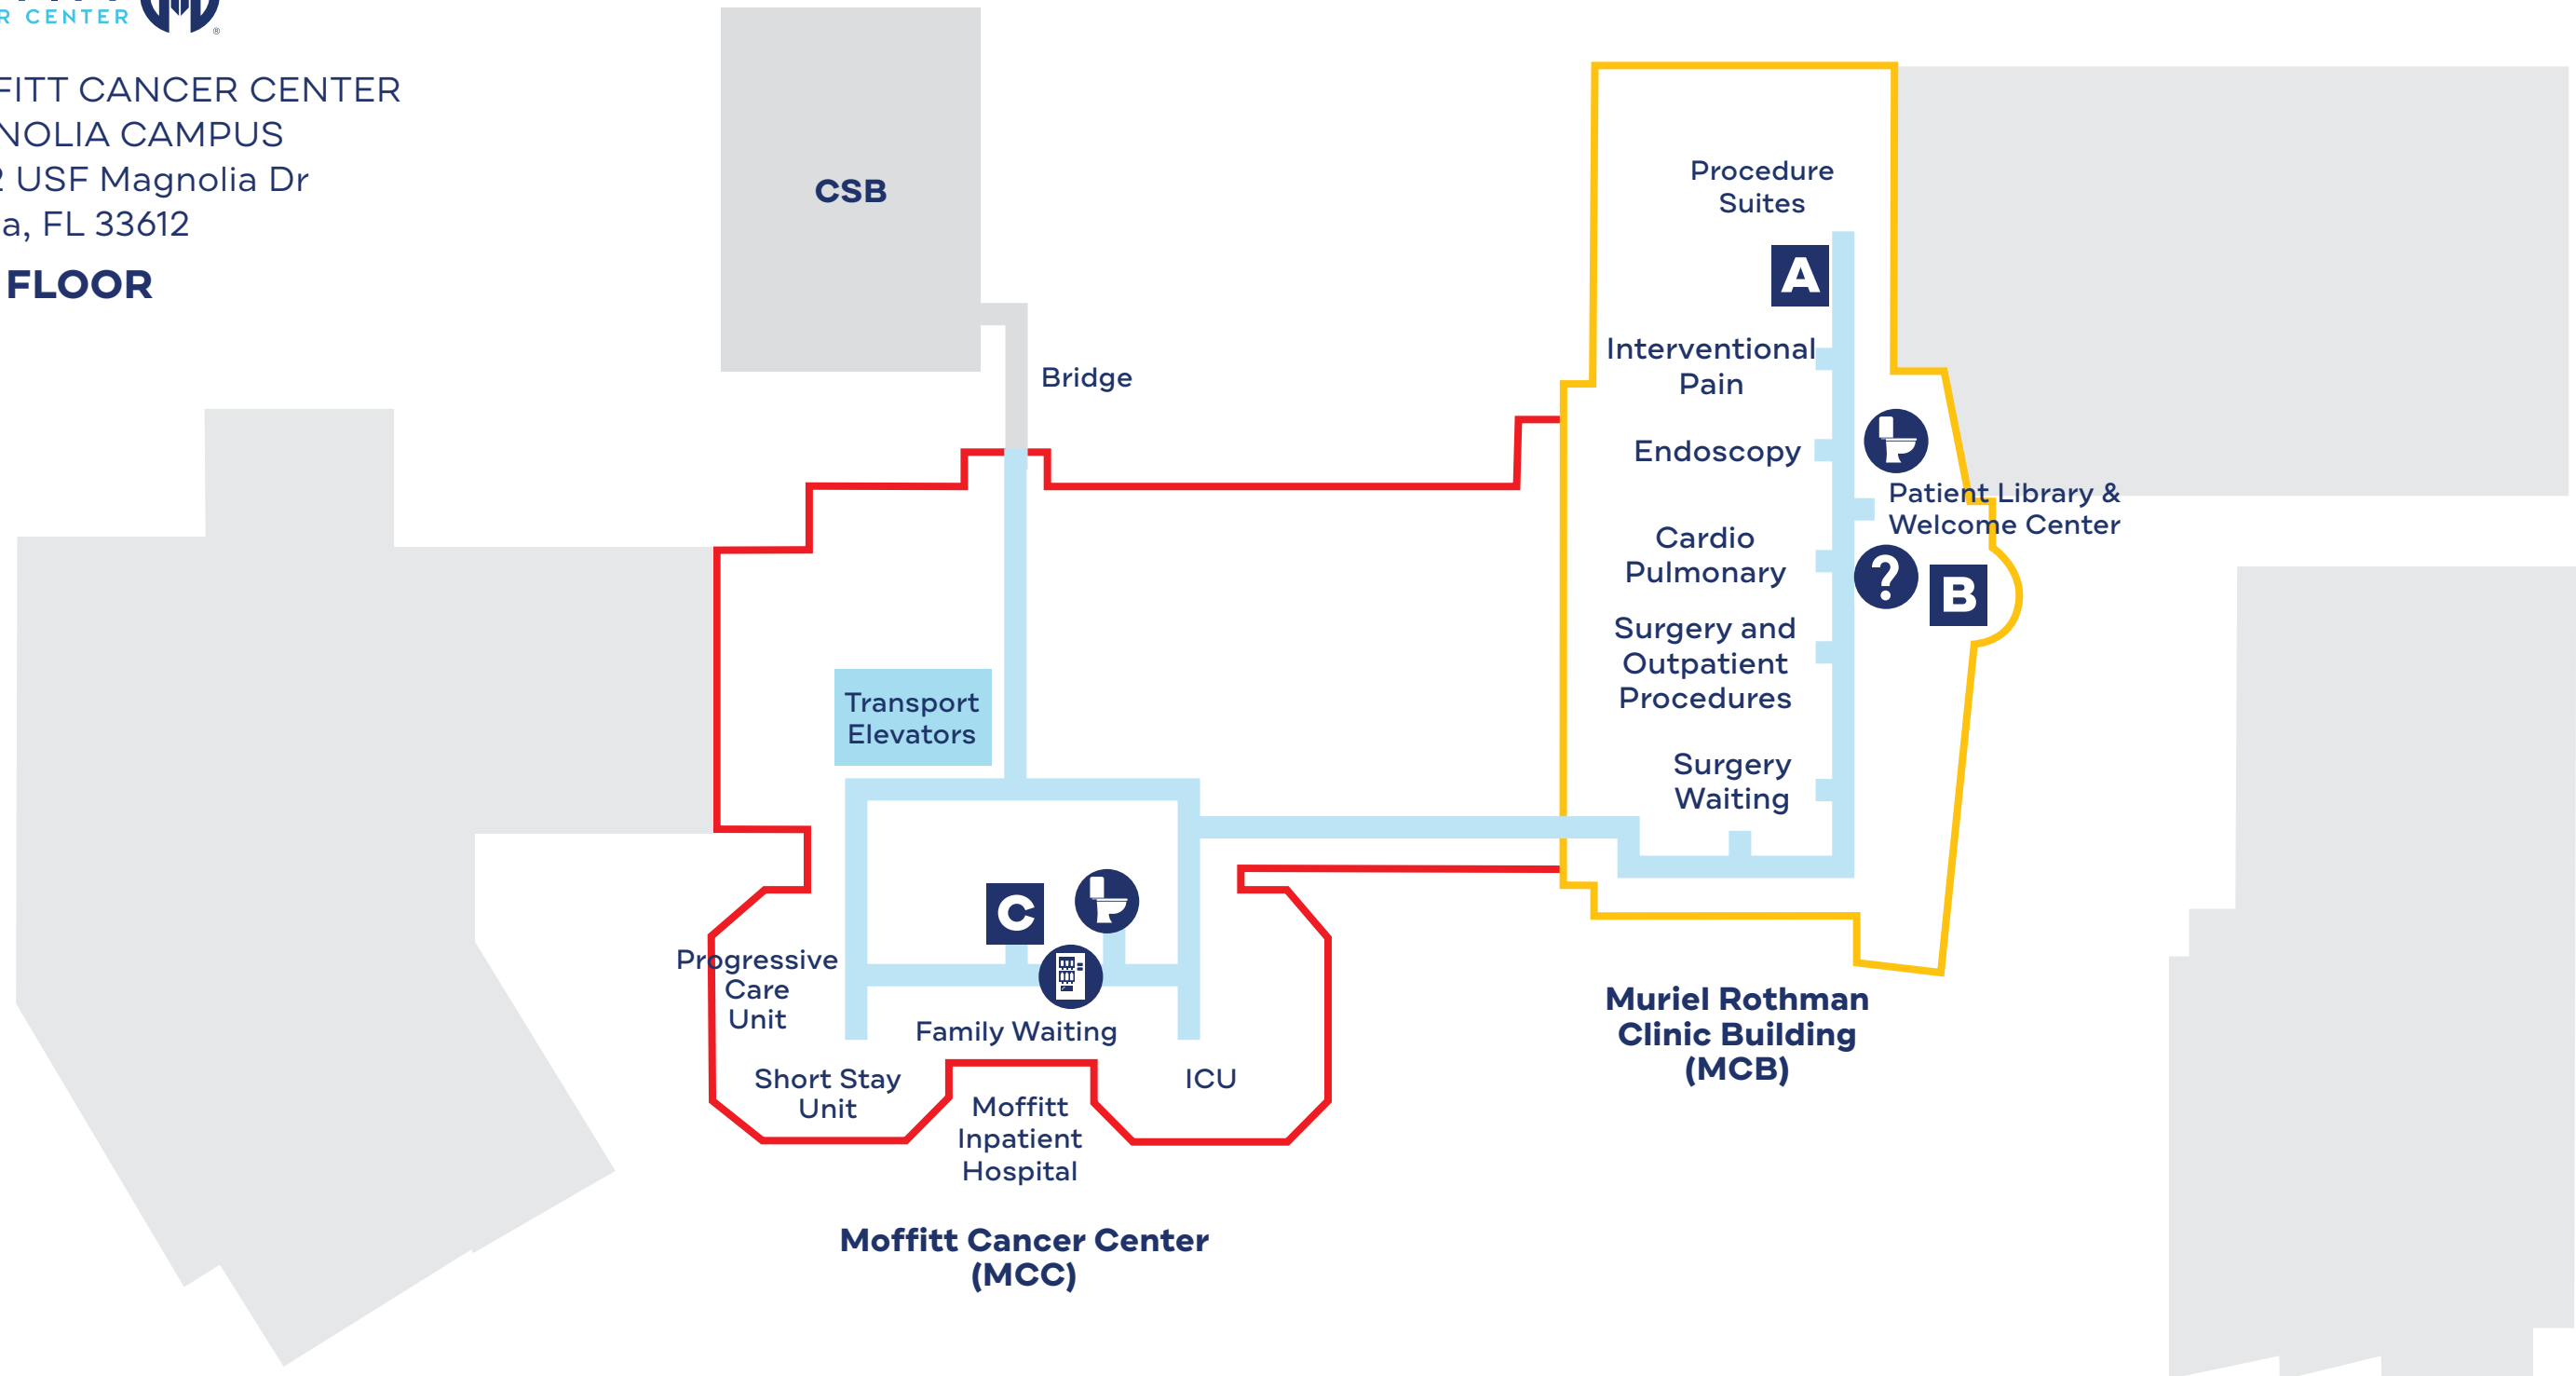 R CENTER
®
FFITT CANCER CENTER
NOLIA CAMPUS
2 USF Magnolia Dr
a, FL 33612
FLOOR
CSB
Bridge
Procedure
Suites
A
Interventional
Pain
Endoscopy
Patient Library &
Welcome Center
Cardio
Pulmonary
?
B
Surgery and
Outpatient
Procedures
Surgery
Waiting
Transport
Elevators
C
Progressive
Care
Unit
Family Waiting
Short Stay
Unit
ICU
Moffitt
Inpatient
Hospital
Muriel Rothman
Clinic Building
(MCB)
Moffitt Cancer Center
(MCC)